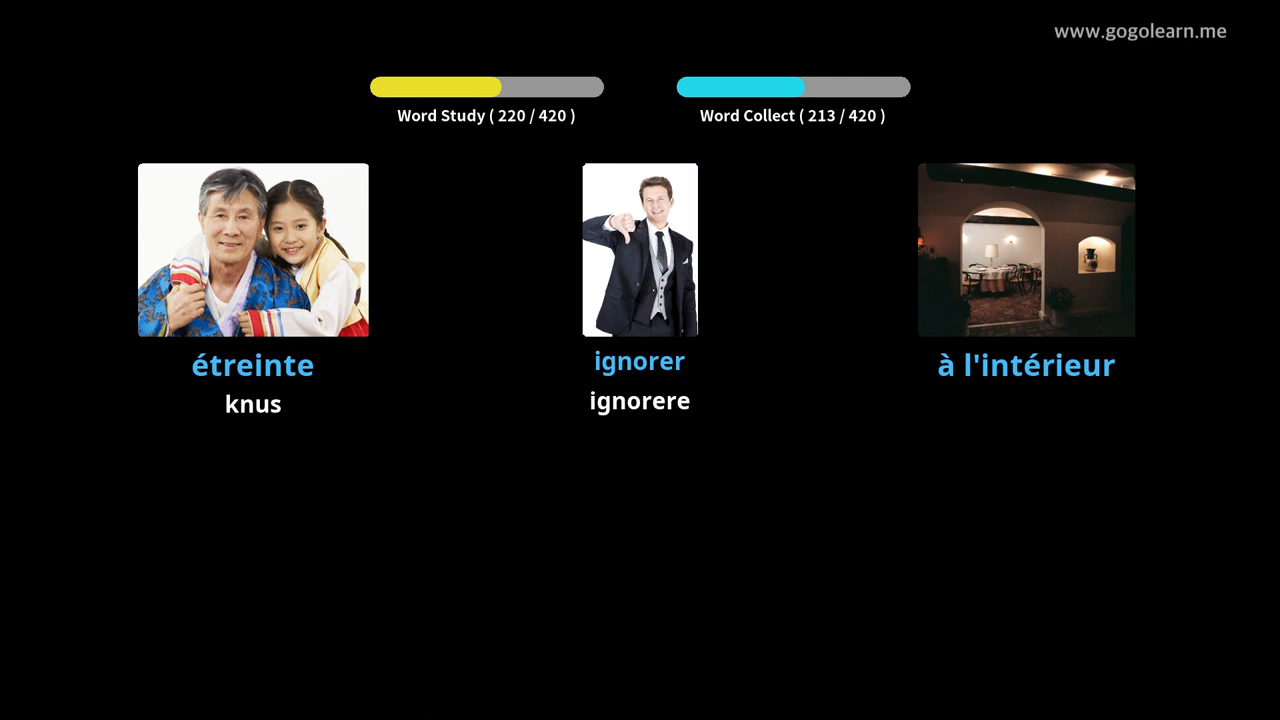 www.gogolearn.me
Word Study ( 220 / 420 )
Word Collect ( 213 / 420 )
étreinte
knus
ignorer
ignorere
à l'intérieur